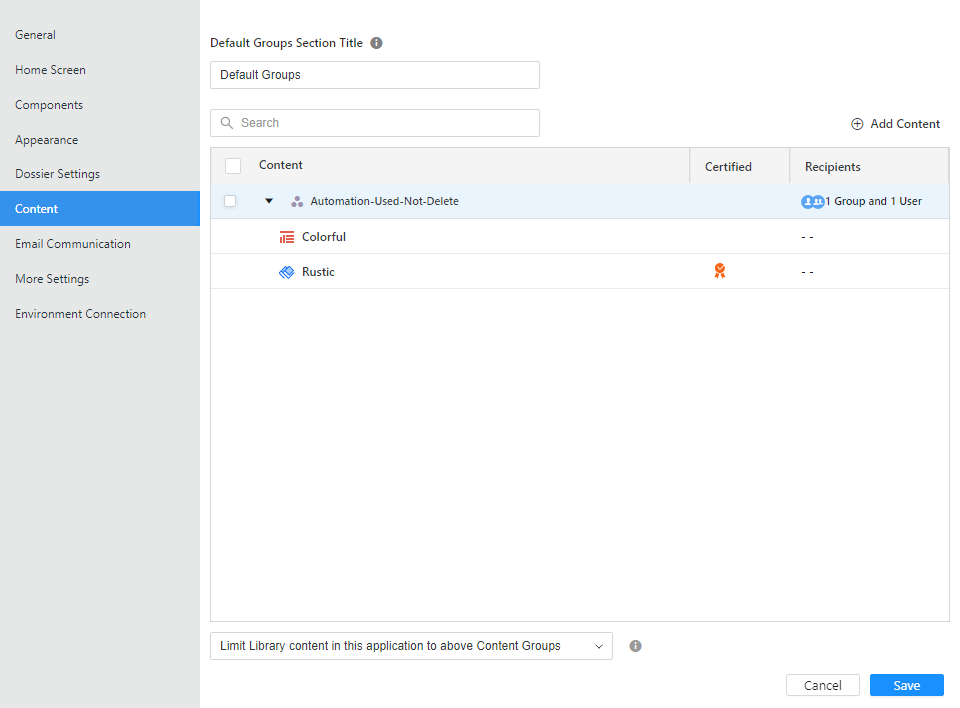 General
Home Screen
Components
Appearance
Dossier Settings
Content
Email Communication
More Settings
Environment Connection
Default Groups Section Title
Default Groups
Search
Add Content
Content Certified Recipients
Automation-Used-Not-Delete 1 Group and 1 User
Colorful - -
Rustic - -
Limit Library content in this application to above Content Groups
Cancel Save